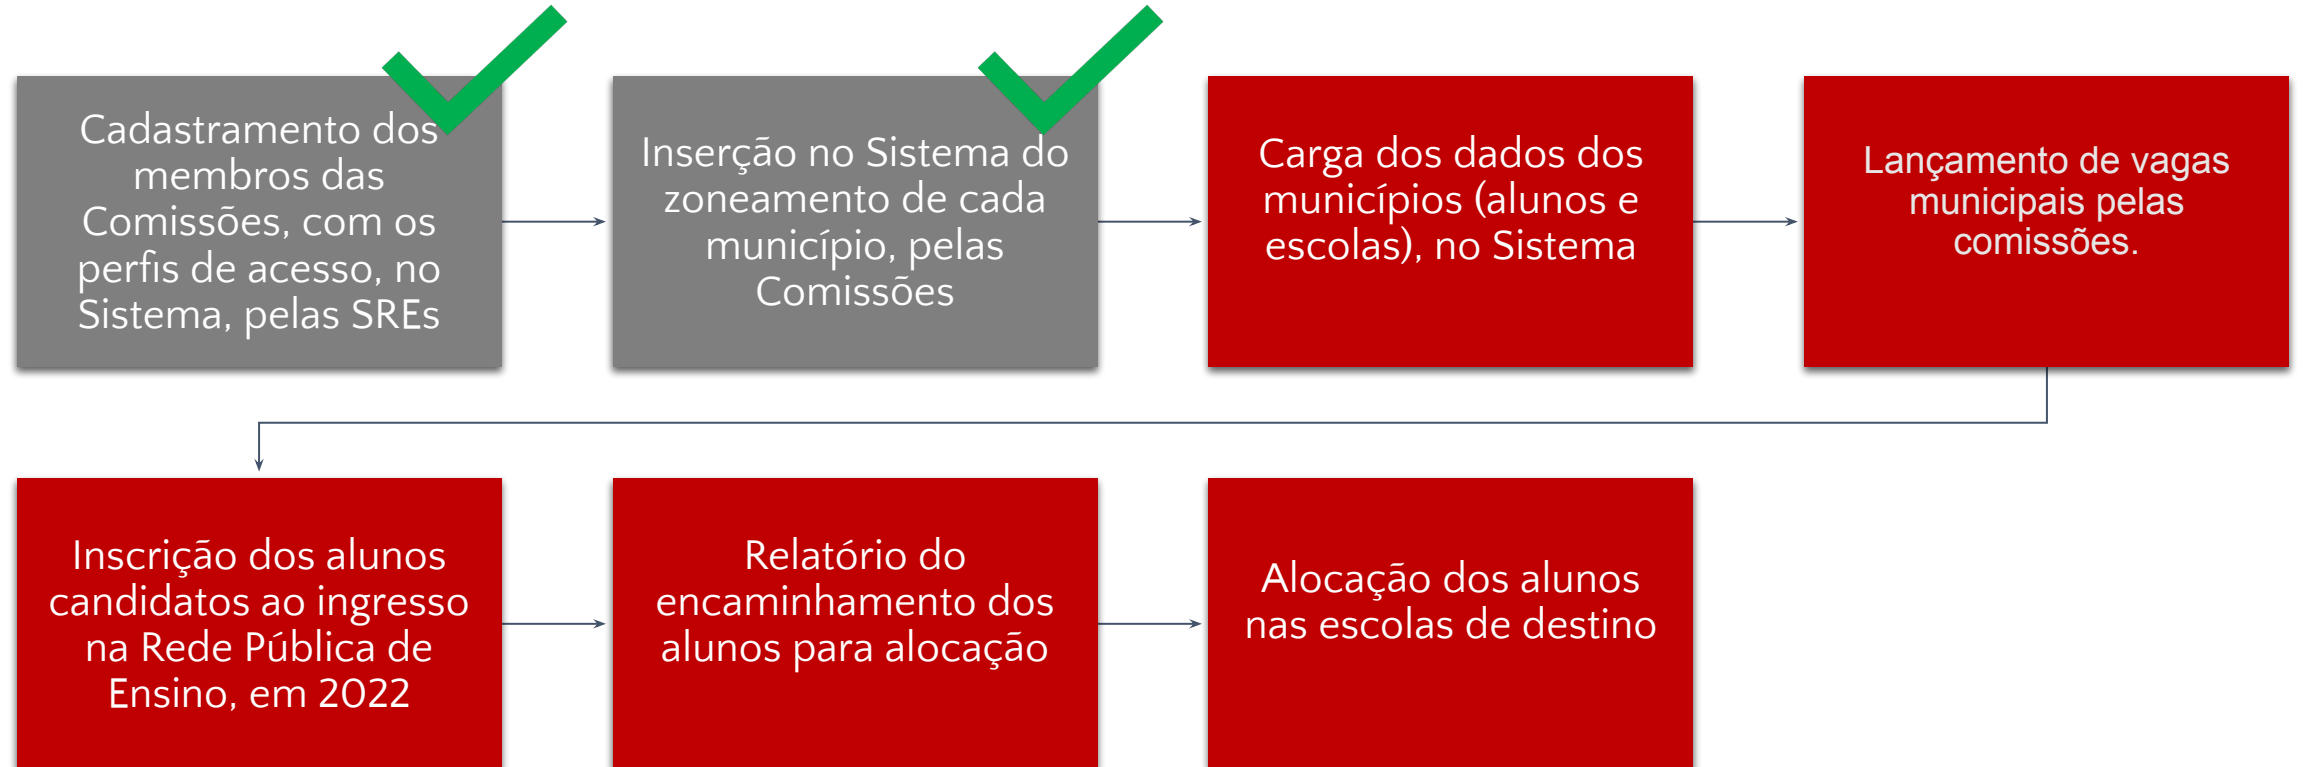 Cadastramento dos
membros das
Comissões, com os
perfis de acesso, no
Sistema, pelas SREs
Inserção no Sistema do
zoneamento de cada
município, pelas
Comissões
Carga dos dados dos
municípios (alunos e
escolas), no Sistema
Lançamento de vagas
municipais pelas
comissões.
Inscrição dos alunos
candidatos ao ingresso
na Rede Pública de
Ensino, em 2022
Relatório do
encaminhamento dos
alunos para alocação
Alocação dos alunos
nas escolas de destino